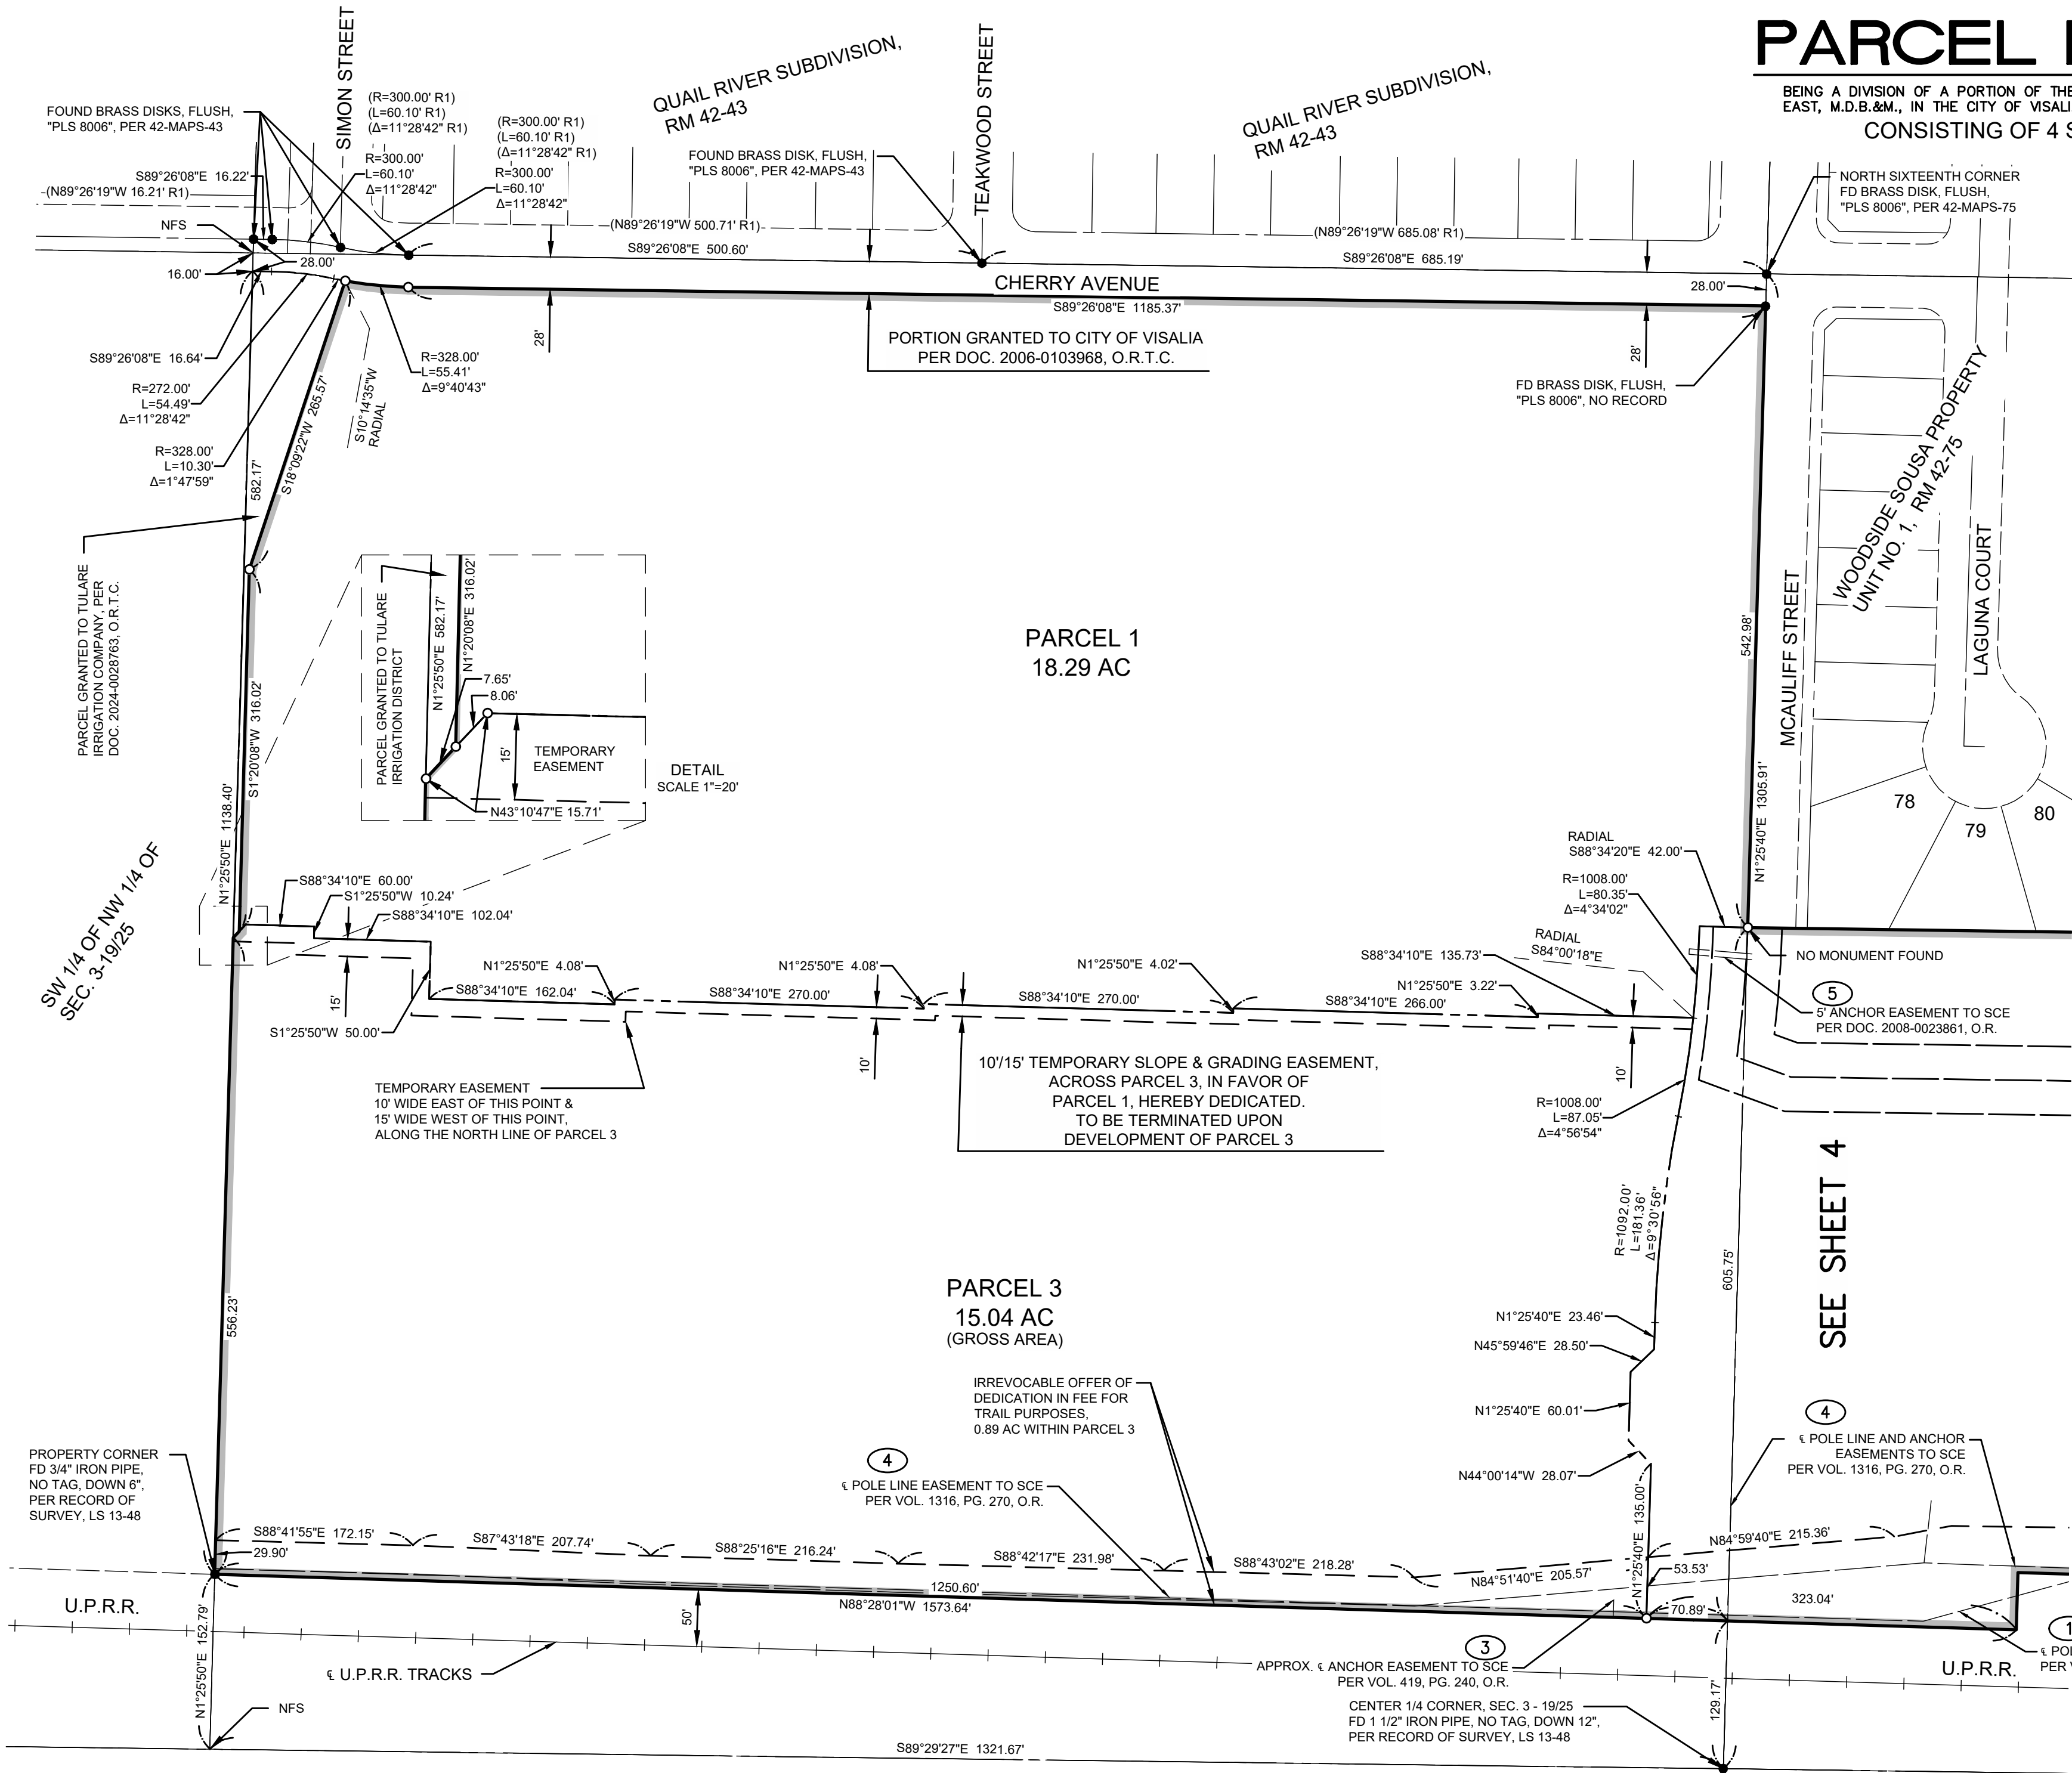 PARCEL
BEING A DIVISION OF A PORTION OF THE
EAST, M.D.B.&M., IN THE CITY OF VISALI
CONSISTING OF 4 S
FOUND BRASS DISKS, FLUSH,
"PLS 8006", PER 42-MAPS-43
SIMON STREET
(R=300.00' R1)
(L=60.10' R1)
(Δ=11°28'42" R1)
R=300.00'
L=60.10'
Δ=11°28'42"
(R=300.00' R1)
(L=60.10' R1)
(Δ=11°28'42" R1)
R=300.00'
L=60.10'
Δ=11°28'42"
QUAIL RIVER SUBDIVISION,
RM 42-43
FOUND BRASS DISK, FLUSH,
"PLS 8006", PER 42-MAPS-43
TEAKWOOD STREET
QUAIL RIVER SUBDIVISION,
RM 42-43
NORTH SIXTEENTH CORNER
FD BRASS DISK, FLUSH,
"PLS 8006", PER 42-MAPS-75
S89°26'08"E 16.22'
(N89°26'19"W 16.21' R1)
NFS
16.00'
28.00'
(N89°26'19"W 500.71' R1)
S89°26'08"E 500.60'
(N89°26'19"W 685.08' R1)
S89°26'08"E 685.19'
CHERRY AVENUE
S89°26'08"E 1185.37'
28.00'
28'
28'
PORTION GRANTED TO CITY OF VISALIA
PER DOC. 2006-0103968, O.R.T.C.
S89°26'08"E 16.64'
R=272.00'
L=54.49'
Δ=11°28'42"
R=328.00'
L=10.30'
Δ=1°47'59"
R=328.00'
L=55.41'
Δ=9°40'43"
S10°14'35"W
RADIAL
S18°09'22"W 265.57'
582.17'
FD BRASS DISK, FLUSH,
"PLS 8006", NO RECORD
WOODSIDE SOUSA PROPERTY
UNIT NO. 1, RM 42-75
LAGUNA COURT
MCAULIFF STREET
542.98'
N1°25'40"E 1305.91'
78
79
80
PARCEL GRANTED TO TULARE
IRRIGATION COMPANY, PER
DOC. 2024-0028763, O.R.T.C.
S1°20'08"W 316.02'
N1°25'50"E 1138.40'
PARCEL GRANTED TO TULARE
IRRIGATION DISTRICT
N1°25'50"E 582.17'
N1°20'08"E 316.02'
7.65'
8.06'
15'
TEMPORARY
EASEMENT
N43°10'47"E 15.71'
DETAIL
SCALE 1"=20'
PARCEL 1
18.29 AC
SW 1/4 OF NW 1/4 OF
SEC. 3-19/25
S88°34'10"E 60.00'
S1°25'50"W 10.24'
S88°34'10"E 102.04'
15'
S1°25'50"W 50.00'
N1°25'50"E 4.08'
S88°34'10"E 162.04'
N1°25'50"E 4.08'
S88°34'10"E 270.00'
N1°25'50"E 4.02'
S88°34'10"E 270.00'
S88°34'10"E 135.73'
N1°25'50"E 3.22'
S88°34'10"E 266.00'
RADIAL
S84°00'18"E
RADIAL
S88°34'20"E 42.00'
R=1008.00'
L=80.35'
Δ=4°34'02"
NO MONUMENT FOUND
5
5' ANCHOR EASEMENT TO SCE
PER DOC. 2008-0023861, O.R.
10'
10'
10'/15' TEMPORARY SLOPE & GRADING EASEMENT,
ACROSS PARCEL 3, IN FAVOR OF
PARCEL 1, HEREBY DEDICATED.
TO BE TERMINATED UPON
DEVELOPMENT OF PARCEL 3
TEMPORARY EASEMENT
10' WIDE EAST OF THIS POINT &
15' WIDE WEST OF THIS POINT,
ALONG THE NORTH LINE OF PARCEL 3
R=1008.00'
L=87.05'
Δ=4°56'54"
R=1092.00'
L=181.36'
Δ=9°30'56"
SEE SHEET 4
605.75'
556.23'
PARCEL 3
15.04 AC
(GROSS AREA)
N1°25'40"E 23.46'
N45°59'46"E 28.50'
N1°25'40"E 60.01'
N44°00'14"W 28.07'
N1°25'40"E 135.00'
IRREVOCABLE OFFER OF
DEDICATION IN FEE FOR
TRAIL PURPOSES,
0.89 AC WITHIN PARCEL 3
4
℄ POLE LINE EASEMENT TO SCE
PER VOL. 1316, PG. 270, O.R.
4
℄ POLE LINE AND ANCHOR
EASEMENTS TO SCE
PER VOL. 1316, PG. 270, O.R.
PROPERTY CORNER
FD 3/4" IRON PIPE,
NO TAG, DOWN 6",
PER RECORD OF
SURVEY, LS 13-48
S88°41'55"E 172.15'
29.90'
S87°43'18"E 207.74'
S88°25'16"E 216.24'
S88°42'17"E 231.98'
S88°43'02"E 218.28'
N84°51'40"E 205.57'
N84°59'40"E 215.36'
53.53'
1250.60'
N88°28'01"W 1573.64'
70.89'
323.04'
50'
U.P.R.R.
℄ U.P.R.R. TRACKS
N1°25'50"E 152.79'
NFS
3
APPROX. ℄ ANCHOR EASEMENT TO SCE
PER VOL. 419, PG. 240, O.R.
CENTER 1/4 CORNER, SEC. 3 - 19/25
FD 1 1/2" IRON PIPE, NO TAG, DOWN 12",
PER RECORD OF SURVEY, LS 13-48
129.17'
U.P.R.R.
1
℄ POL
PER V
S89°29'27"E 1321.67'